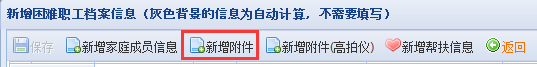 新增困难职工档案信息（灰色背景的信息为自动计算，不需要填写）
保存 新增家庭成员信息 新增附件 新增附件(高拍仪) 新增帮扶信息 返回